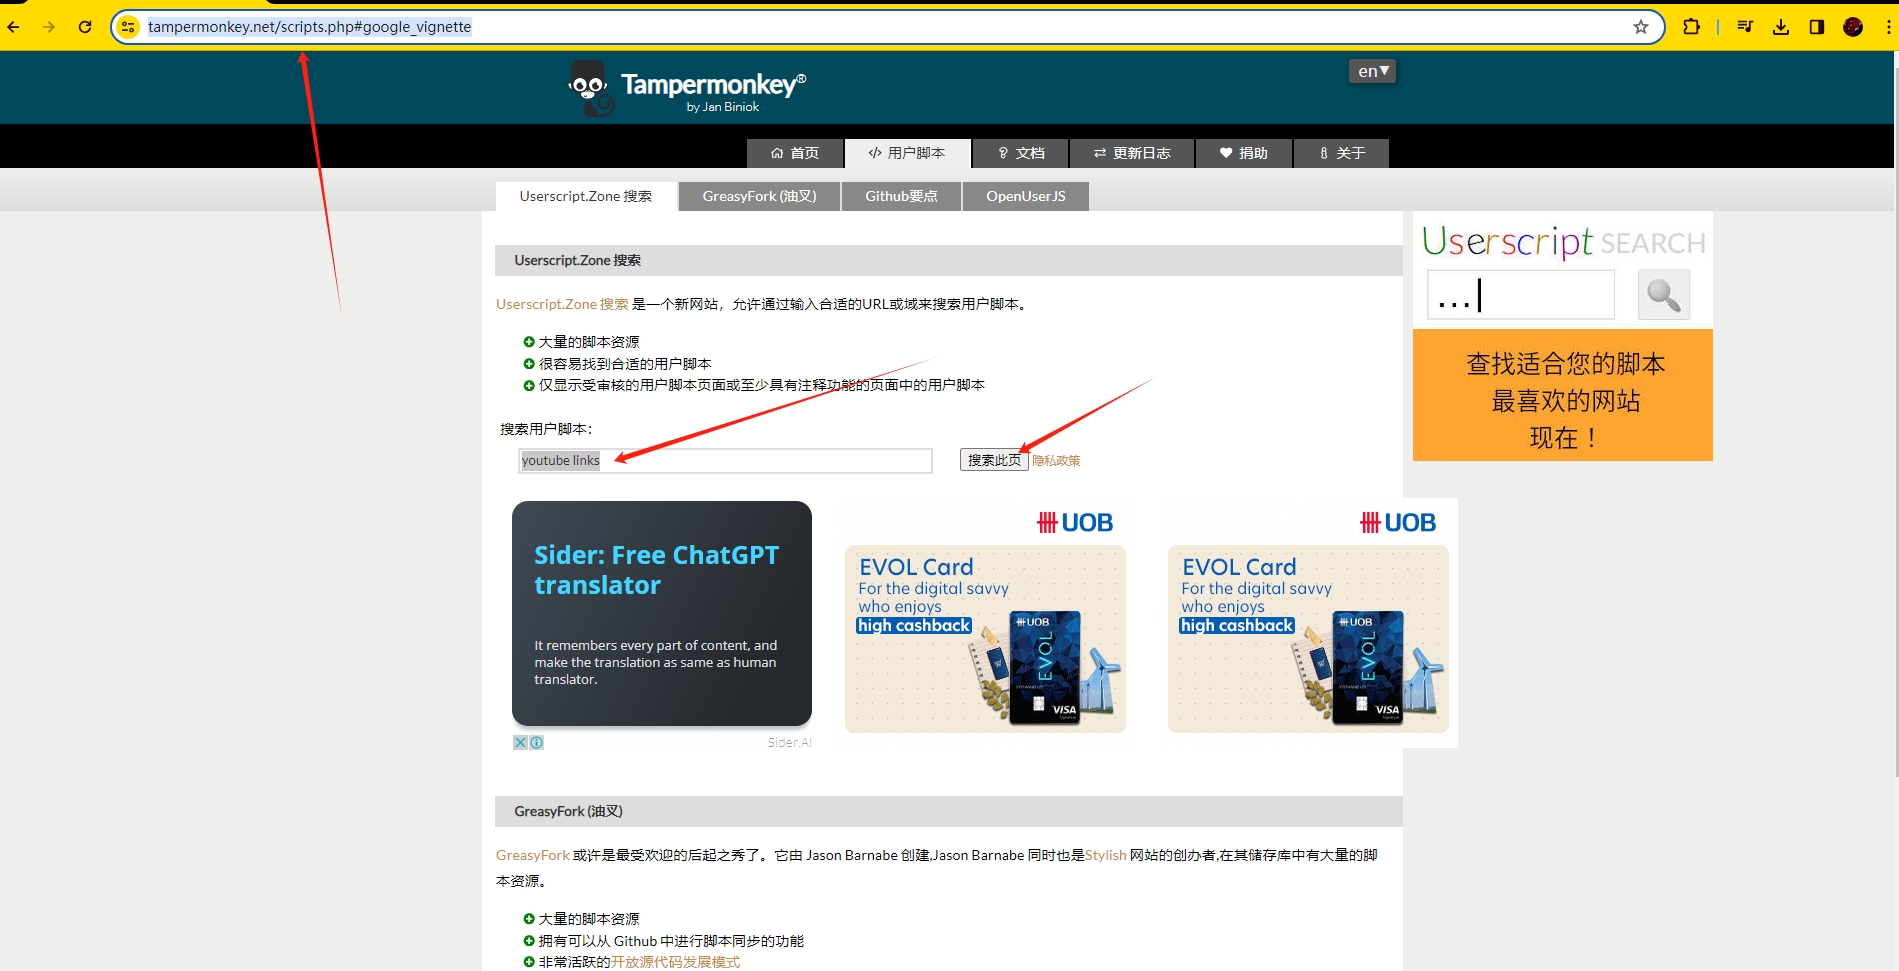 tampermonkey.net/scripts.php#google_vignette
Tampermonkey®
by Jan Biniok
en▼
首页
用户脚本
文档
更新日志
捐助
关于
Userscript.Zone 搜索
GreasyFork (油叉)
Github要点
OpenUserJS
Userscript.Zone 搜索
Userscript.Zone 搜索 是一个新网站，允许通过输入合适的URL或域来搜索用户脚本。
大量的脚本资源
很容易找到合适的用户脚本
仅显示受审核的用户脚本页面或至少具有注释功能的页面中的用户脚本
搜索用户脚本：
youtube links
搜索此页
隐私政策
Userscript SEARCH
...
查找适合您的脚本
最喜欢的网站
现在！
Sider: Free ChatGPT
translator
It remembers every part of content, and
make the translation as same as human
translator.
Sider.AI
UOB
EVOL Card
For the digital savvy
who enjoys
high cashback
UOB
EVOL
VISA
UOB
EVOL Card
For the digital savvy
who enjoys
high cashback
UOB
EVOL
VISA
GreasyFork (油叉)
GreasyFork 或许是最受欢迎的后起之秀了。它由 Jason Barnabe 创建,Jason Barnabe 同时也是Stylish 网站的创办者,在其储存库中有大量的脚
本资源。
大量的脚本资源
拥有可以从 Github 中进行脚本同步的功能
非常活跃的开放源代码发展模式